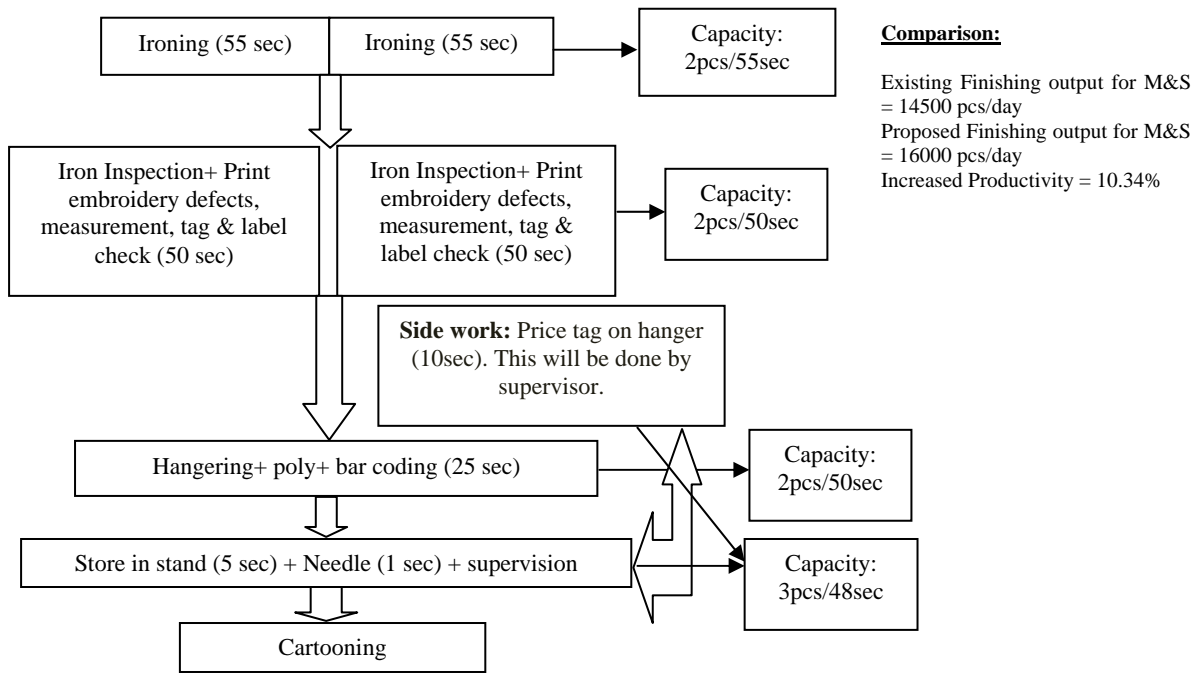 Ironing (55 sec)
Ironing (55 sec)
Capacity:
2pcs/55sec
Comparison:
Existing Finishing output for M&S
= 14500 pcs/day
Proposed Finishing output for M&S
= 16000 pcs/day
Increased Productivity = 10.34%
Iron Inspection+ Print
embroidery defects,
measurement, tag & label
check (50 sec)
Iron Inspection+ Print
embroidery defects,
measurement, tag &
label check (50 sec)
Capacity:
2pcs/50sec
Side work: Price tag on hanger
(10sec). This will be done by
supervisor.
Hangering+ poly+ bar coding (25 sec)
Capacity:
2pcs/50sec
Store in stand (5 sec) + Needle (1 sec) + supervision
Capacity:
3pcs/48sec
Cartooning